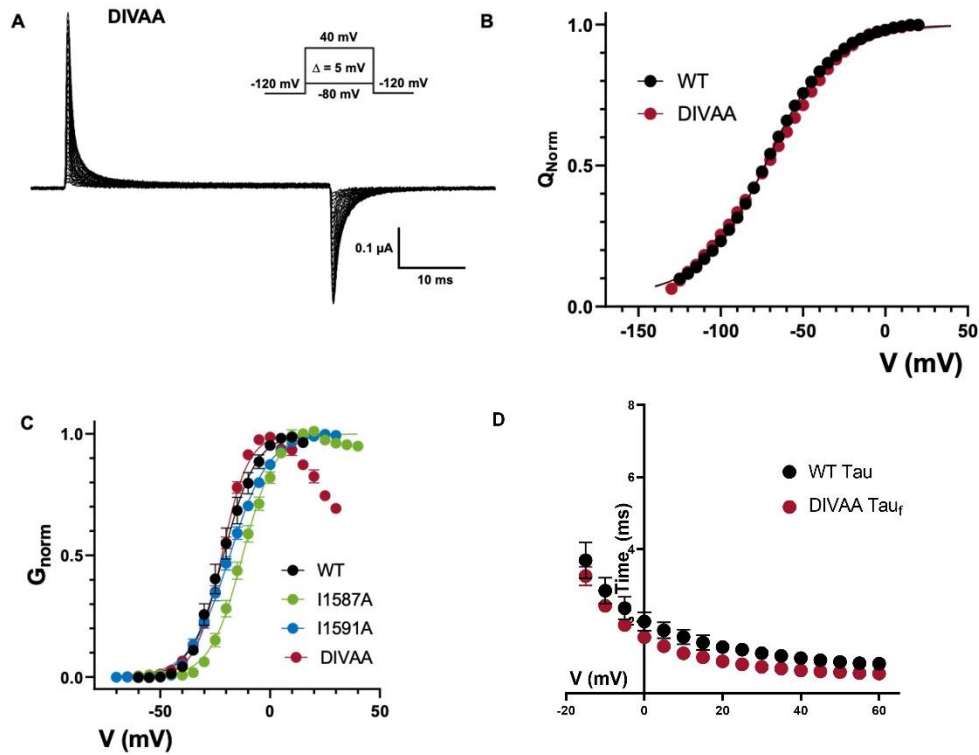 A
DIVAA
40 mV
Δ = 5 mV
-120 mV
-120 mV
-80 mV
0.1 µA
10 ms
B
1.0
WT
DIVAA
QNorm
0.5
0.0
-150 -100 -50 0 50
V (mV)
C
1.0
Gnorm
0.5
WT
I1587A
I1591A
DIVAA
0.0
-50 0 50
V (mV)
D
8
WT Tau
6
DIVAA Tauf
Time (ms)
4
2
V (mV)
-20 0 20 40 60